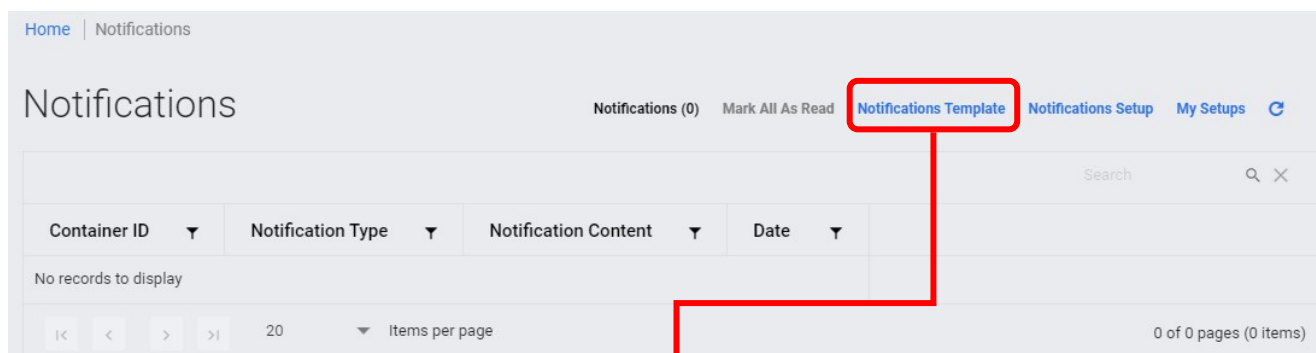 Home | Notifications
Notifications Notifications (0) Mark All As Read Notifications Template Notifications Setup My Setups
Search
Container ID Notification Type Notification Content Date
No records to display
20 Items per page 0 of 0 pages (0 items)